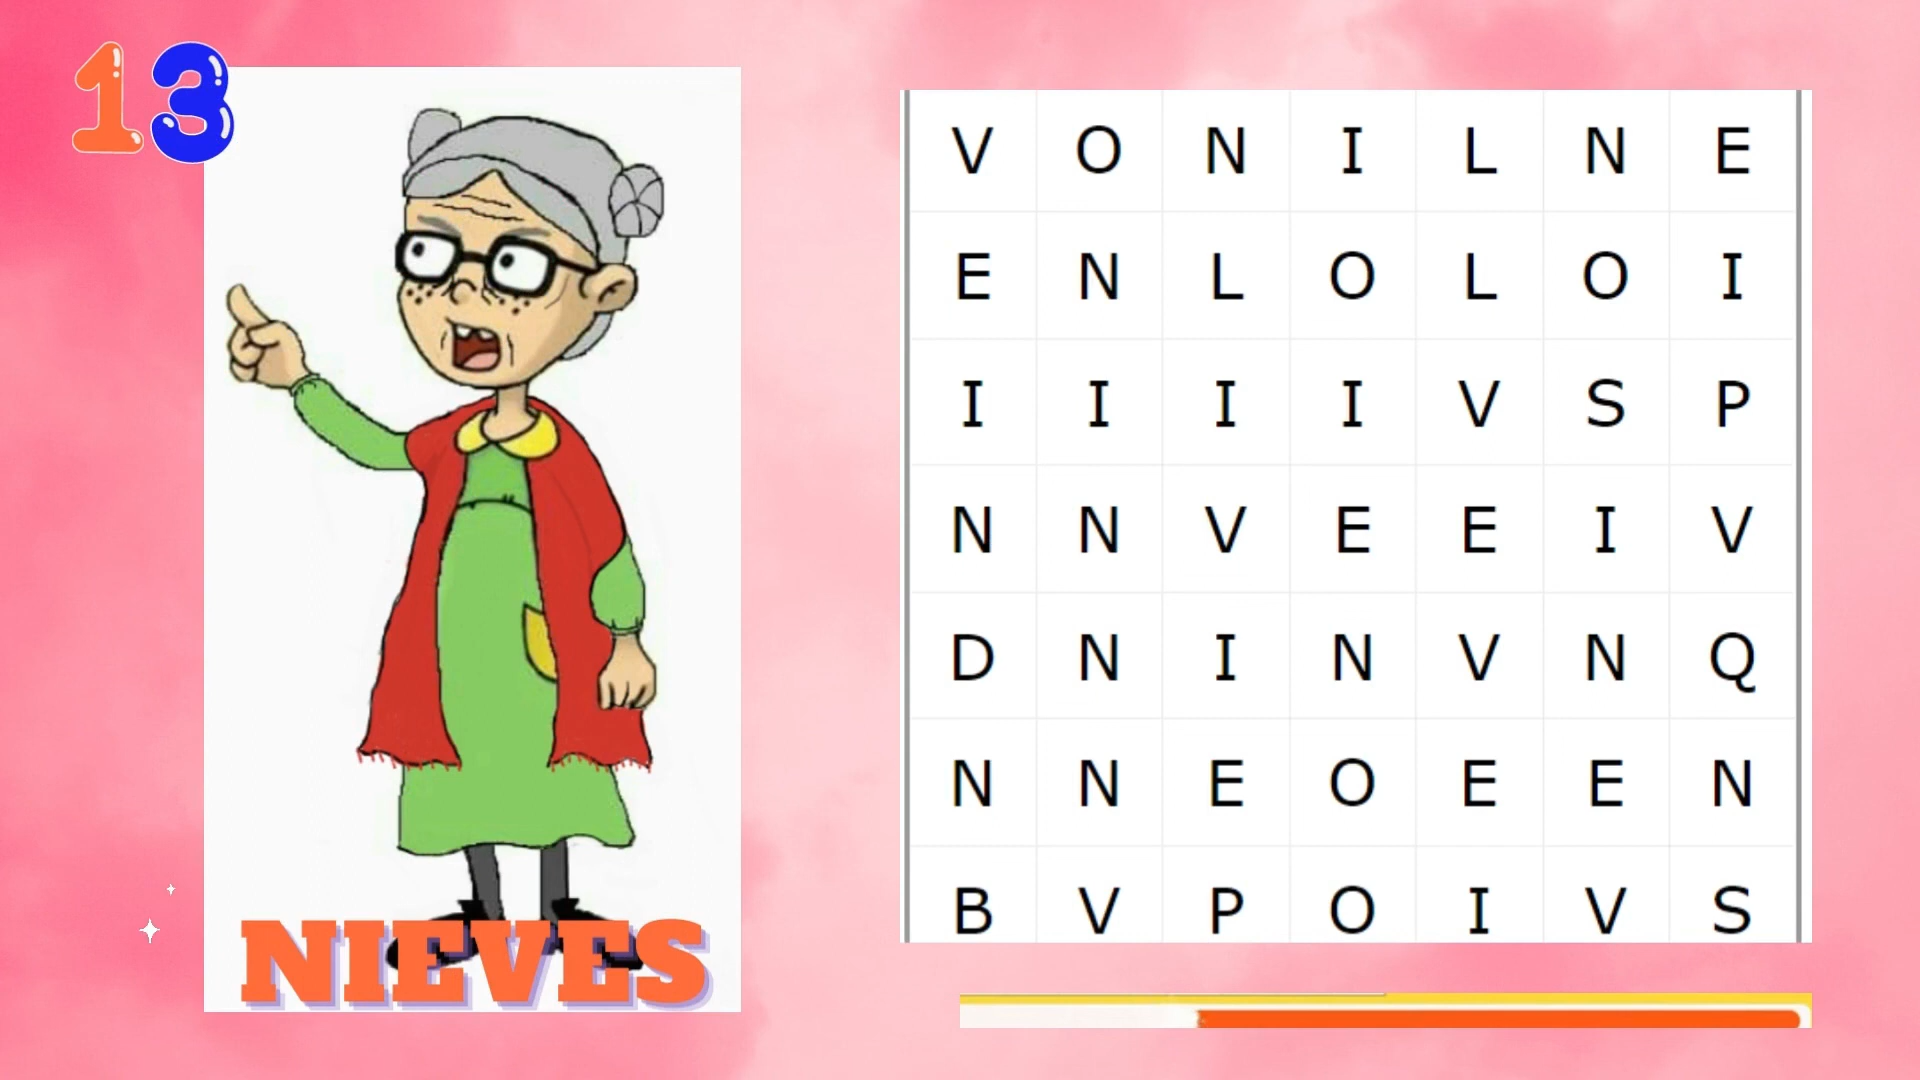 13
V O N I L N E
E N L O L O I
I I I I V S P
N N V E E I V
D N I N V N Q
N N E O E E N
B V P O I V S
NIEVES